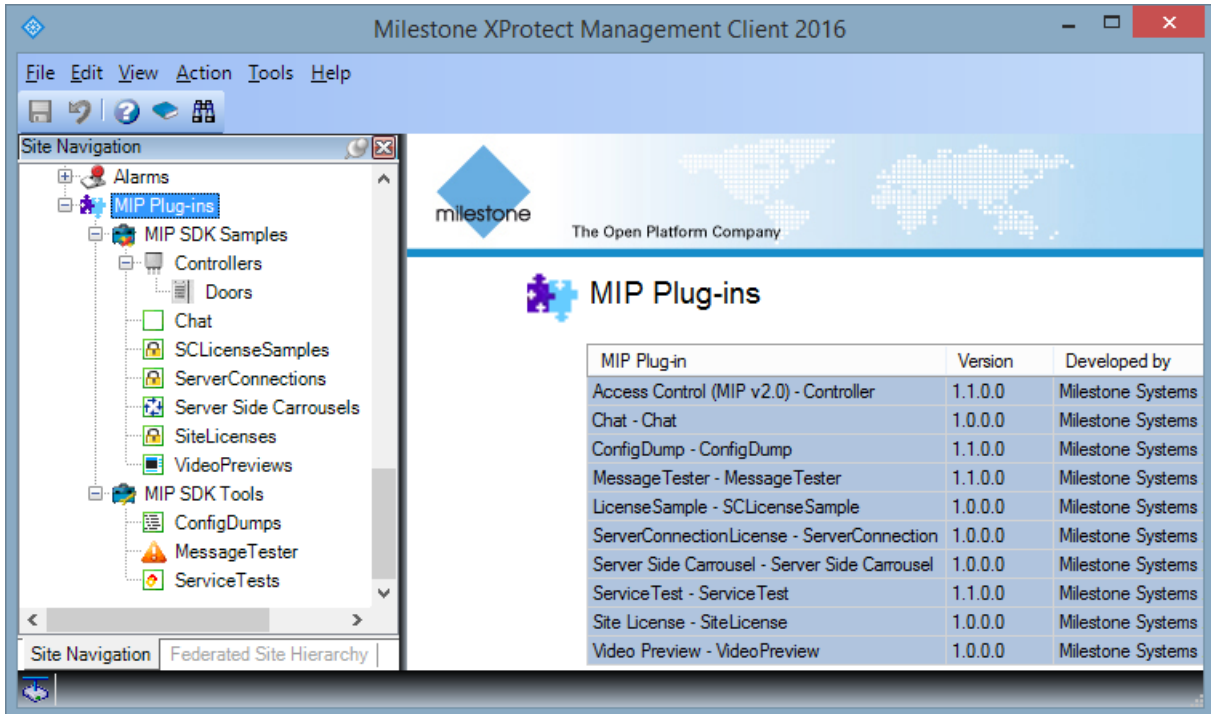 Milestone XProtect Management Client 2016
File Edit View Action Tools Help
Site Navigation
Alarms
MIP Plug-ins
MIP SDK Samples
Controllers
Doors
Chat
SCLicenseSamples
ServerConnections
Server Side Carrousels
SiteLicenses
VideoPreviews
MIP SDK Tools
ConfigDumps
MessageTester
ServiceTests
Site Navigation Federated Site Hierarchy
milestone
The Open Platform Company
MIP Plug-ins
MIP Plug-in Version Developed by
Access Control (MIP v2.0) - Controller 1.1.0.0 Milestone Systems
Chat - Chat 1.0.0.0 Milestone Systems
ConfigDump - ConfigDump 1.1.0.0 Milestone Systems
MessageTester - MessageTester 1.1.0.0 Milestone Systems
LicenseSample - SCLicenseSample 1.0.0.0 Milestone Systems
ServerConnectionLicense - ServerConnection 1.0.0.0 Milestone Systems
Server Side Carrousel - Server Side Carrousel 1.0.0.0 Milestone Systems
ServiceTest - ServiceTest 1.1.0.0 Milestone Systems
Site License - SiteLicense 1.0.0.0 Milestone Systems
Video Preview - VideoPreview 1.0.0.0 Milestone Systems